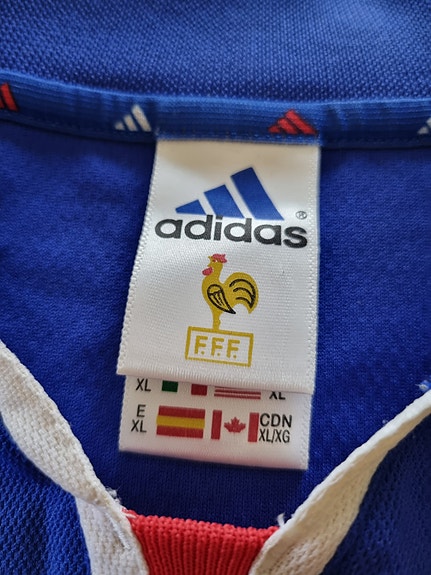 adidas®
F.F.F.
XL XL
E CDN
XL XL/XG